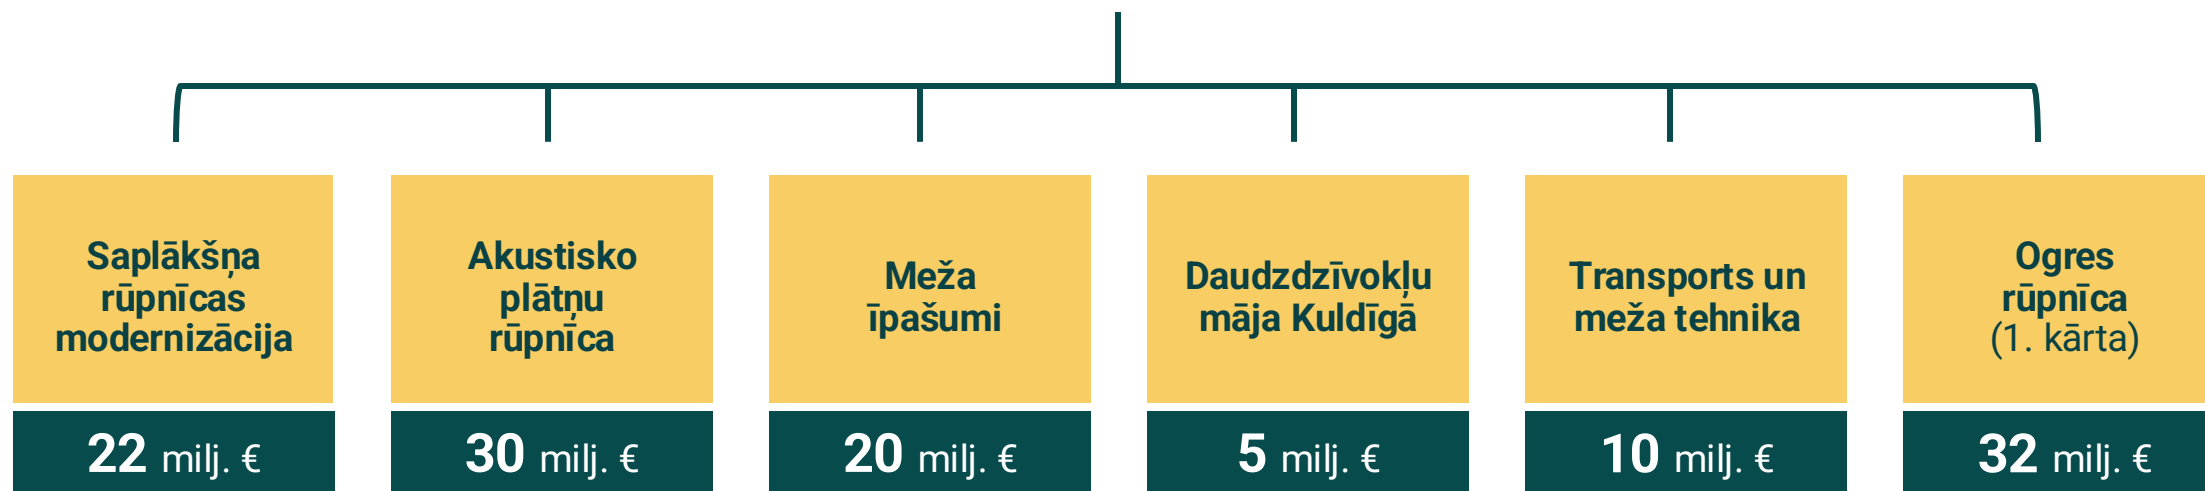 Saplākšņa
rūpnīcas
modernizācija
22 milj. €
Akustisko
plātņu
rūpnīca
30 milj. €
Meža
īpašumi
20 milj. €
Daudzdzīvokļu
māja Kuldīgā
5 milj. €
Transports un
meža tehnika
10 milj. €
Ogres
rūpnīca
(1. kārta)
32 milj. €